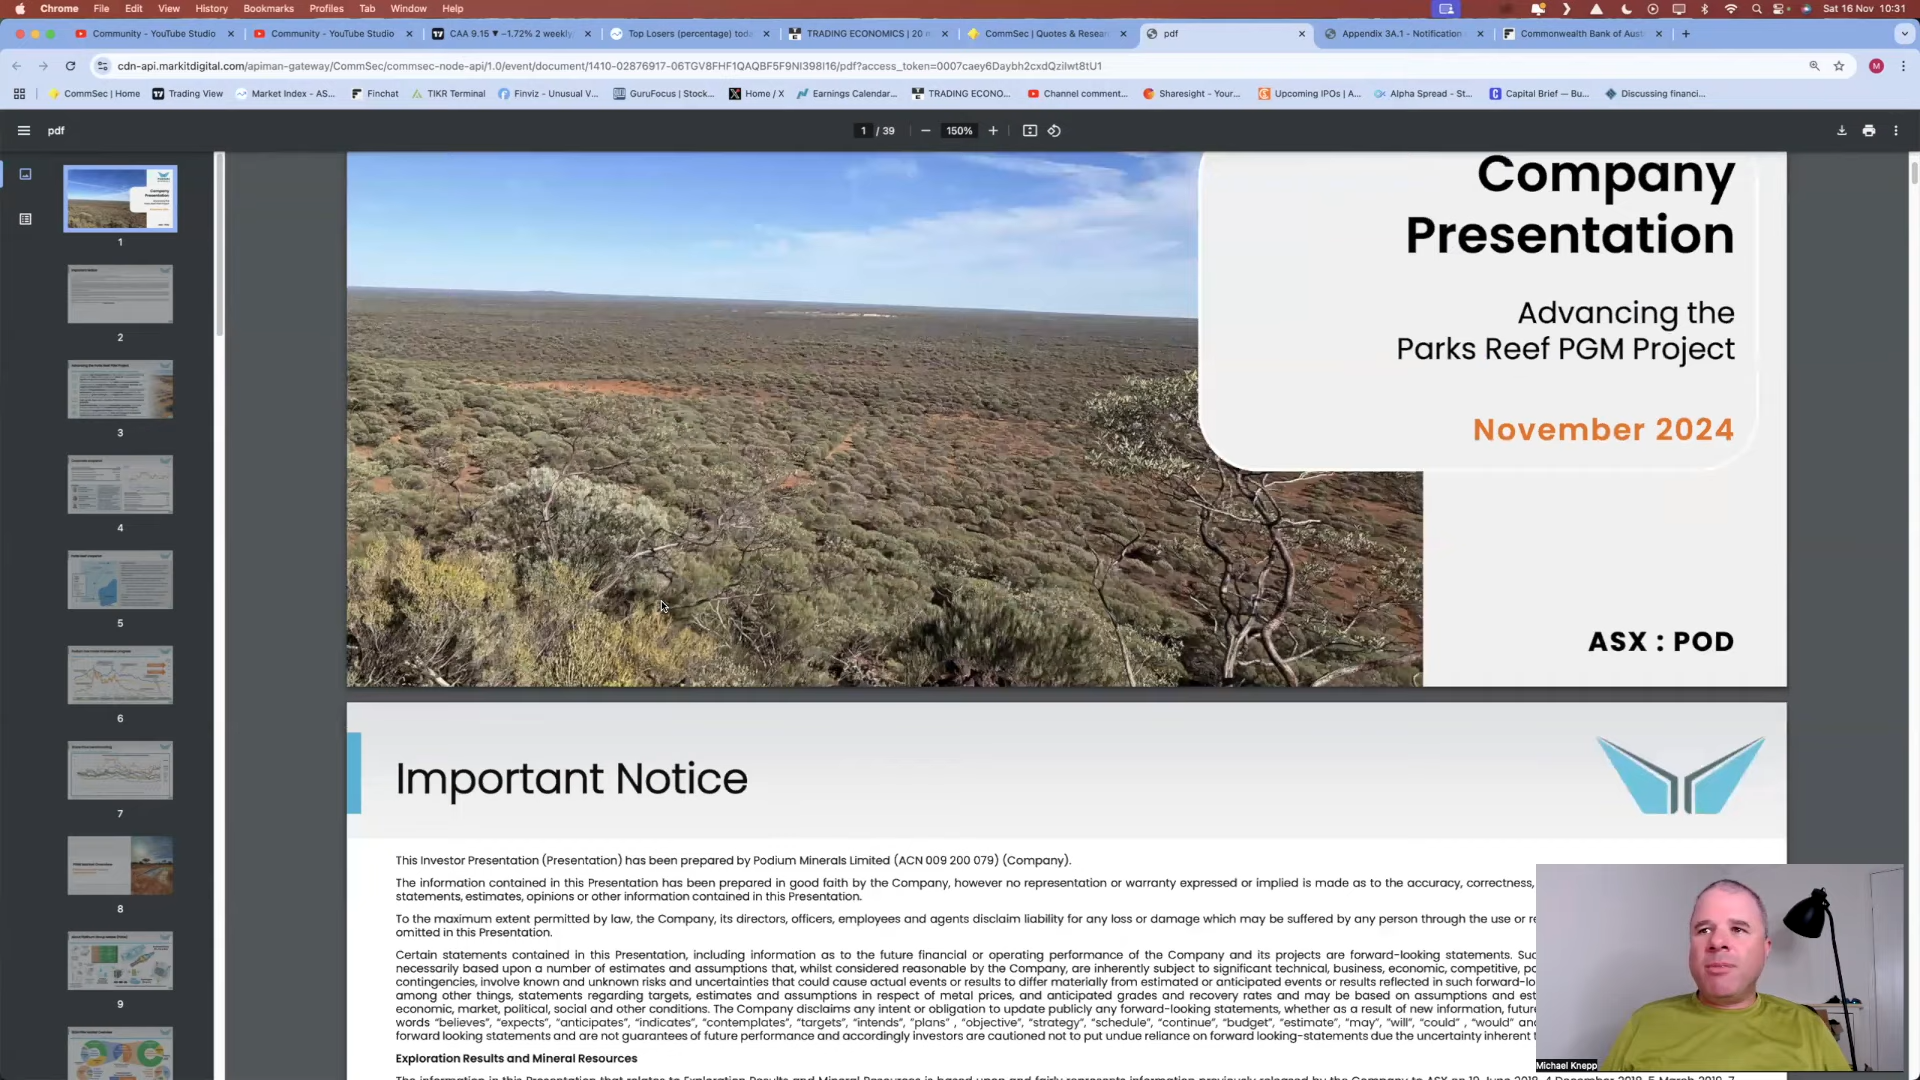 Chrome File Edit View History Bookmarks Profiles Tab Window Help Sat 16 Nov 10:31
Community - YouTube Studio Community - YouTube Studio CAA 9.15 ▼ −1.72% 2 weekly Top Losers (percentage) toda TRADING ECONOMICS | 20 m CommSec | Quotes & Resear pdf Appendix 3A.1 - Notification Commonwealth Bank of Aust
cdn-api.markitdigital.com/apiman-gateway/CommSec/commsec-node-api/1.0/event/document/1410-02876917-06TGV8FHF1QAQBF5F9NI398I16/pdf?access_token=0007caey6Daybh2cxdQzilwt8tU1
CommSec | Home Trading View Market Index - AS... Finchat TIKR Terminal Finviz - Unusual V... GuruFocus | Stock... Home / X Earnings Calendar... TRADING ECONO... Channel comment... Sharesight - Your... Upcoming IPOs | A... Alpha Spread - St... Capital Brief — Bu... Discussing financi...
pdf 1 / 39 150%
Company
Presentation
Advancing the
Parks Reef PGM Project
November 2024
ASX : POD
1
2
3
4
5
6
7
8
9
Important Notice
This Investor Presentation (Presentation) has been prepared by Podium Minerals Limited (ACN 009 200 079) (Company).
The information contained in this Presentation has been prepared in good faith by the Company, however no representation or warranty expressed or implied is made as to the accuracy, correctness,
statements, estimates, opinions or other information contained in this Presentation.
To the maximum extent permitted by law, the Company, its directors, officers, employees and agents disclaim liability for any loss or damage which may be suffered by any person through the use or re
omitted in this Presentation.
Certain statements contained in this Presentation, including information as to the future financial or operating performance of the Company and its projects are forward-looking statements. Suc
necessarily based upon a number of estimates and assumptions that, whilst considered reasonable by the Company, are inherently subject to significant technical, business, economic, competitive, po
contingencies, involve known and unknown risks and uncertainties that could cause actual events or results to differ materially from estimated or anticipated events or results reflected in such forward-lo
among other things, statements regarding targets, estimates and assumptions in respect of metal prices, and anticipated grades and recovery rates and may be based on assumptions and est
economic, market, political, social and other conditions. The Company disclaims any intent or obligation to update publicly any forward-looking statements, whether as a result of new information, future
words “believes”, “expects”, “anticipates”, “indicates”, “contemplates”, “targets”, “intends”, “plans” , “objective”, “strategy”, “schedule”, “continue”, “budget”, “estimate”, “may”, “will”, “could” , “would” and
forward looking statements and are not guarantees of future performance and accordingly investors are cautioned not to put undue reliance on forward looking-statements due the uncertainty inherent t
Exploration Results and Mineral Resources
Michael Knepp